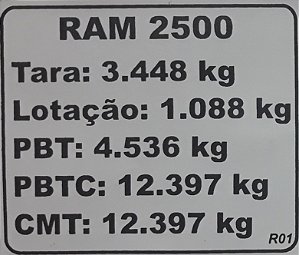 RAM 2500
Tara: 3.448 kg
Lotação: 1.088 kg
PBT: 4.536 kg
PBTC: 12.397 kg
CMT: 12.397 kg
R01